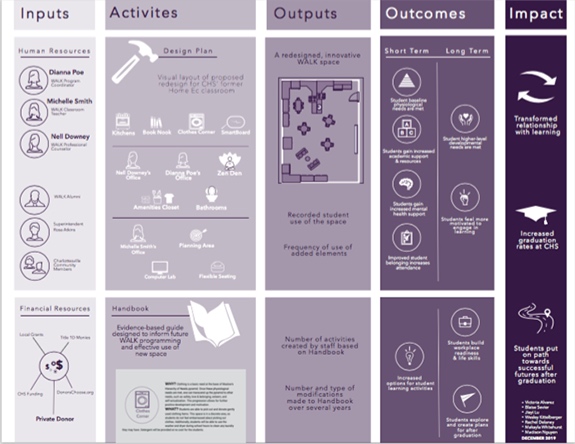 Inputs
Activites
Outputs
Outcomes
Impact
Human Resources
Dianna Poe
WALK Program
Coordinator
Michelle Smith
WALK Classroom
Teacher
Nell Downey
WALK Professional
Counselor
WALK Alumni
Superintendent
Rosa Atkins
Charlottesville
Community
Members
Design Plan
Visual layout of proposed
redesign for CHS' former
Home Ec classroom
Kitchens
Book Nook
Clothes Corner
Smartboard
Nell Downey's
Office
Dianna Poe's
Office
Zen Den
Amenities Closet
Bathrooms
Michelle Smith's
Office
Planning Area
Computer Lab
Flexible Seating
A redesigned, innovative
WALK space
Recorded student
use of the space
Frequency of use of
added elements
Short Term
Long Term
Student baseline
physiological
needs are met
Students gain increased
academic support
& resources
Students gain
increased mental
health support
Improved student
belonging increases
attendance
Student higher-level
developmental
needs are met
Students feel more
motivated to
engage in
learning
Transformed
relationship
with learning
Increased
graduation
rates at CHS
Students put
on path
towards
successful
futures after
graduation
Financial Resources
Local Grants
Title 1D Monies
CHS Funding
DonorsChoose.org
Private Donor
Handbook
Evidence-based guide
designed to inform future
WALK programming
and effective use of
new space
Clothes
Corner
Number of activities
created by staff based
on Handbook
Number and type of
modifications
made to Handbook
over several years
Increased
options for student
learning activities
Students build
workplace
readiness
& life skills
Students explore
and create plans
for after
graduation
• Victoria Alvarez
• Blaise Sevier
• Rachel Delaney
• Madison Nguyen
DECEMBER 2019